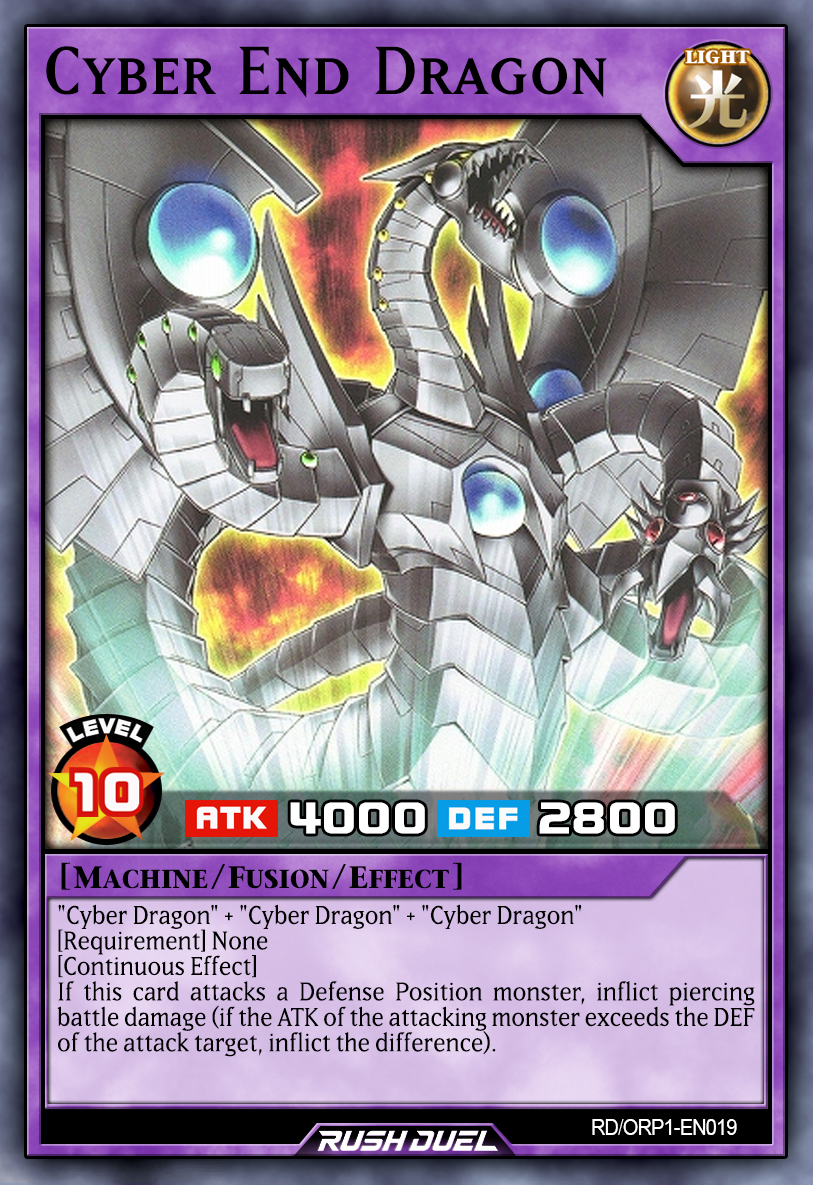 Cyber End Dragon
LIGHT
光
LEVEL
10
ATK 4000 DEF 2800
[Machine/Fusion/Effect]
"Cyber Dragon" + "Cyber Dragon" + "Cyber Dragon"
[Requirement] None
[Continuous Effect]
If this card attacks a Defense Position monster, inflict piercing
battle damage (if the ATK of the attacking monster exceeds the DEF
of the attack target, inflict the difference).
RD/ORP1-EN019
RUSH DUEL